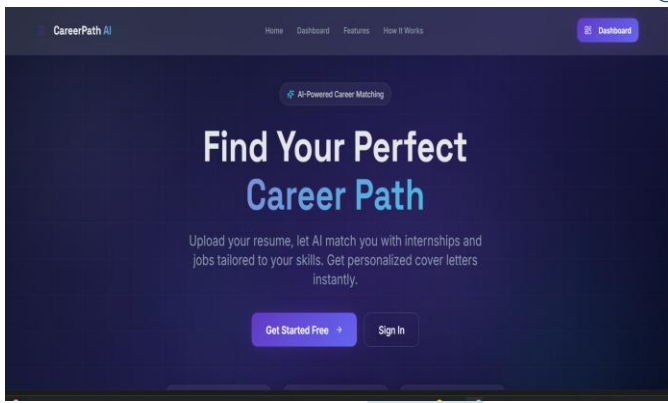 CareerPath AI
Home Dashboard Features How It Works
Dashboard
AI-Powered Career Matching
Find Your Perfect
Career Path
Upload your resume, let AI match you with internships and
jobs tailored to your skills. Get personalized cover letters
instantly.
Get Started Free →
Sign In